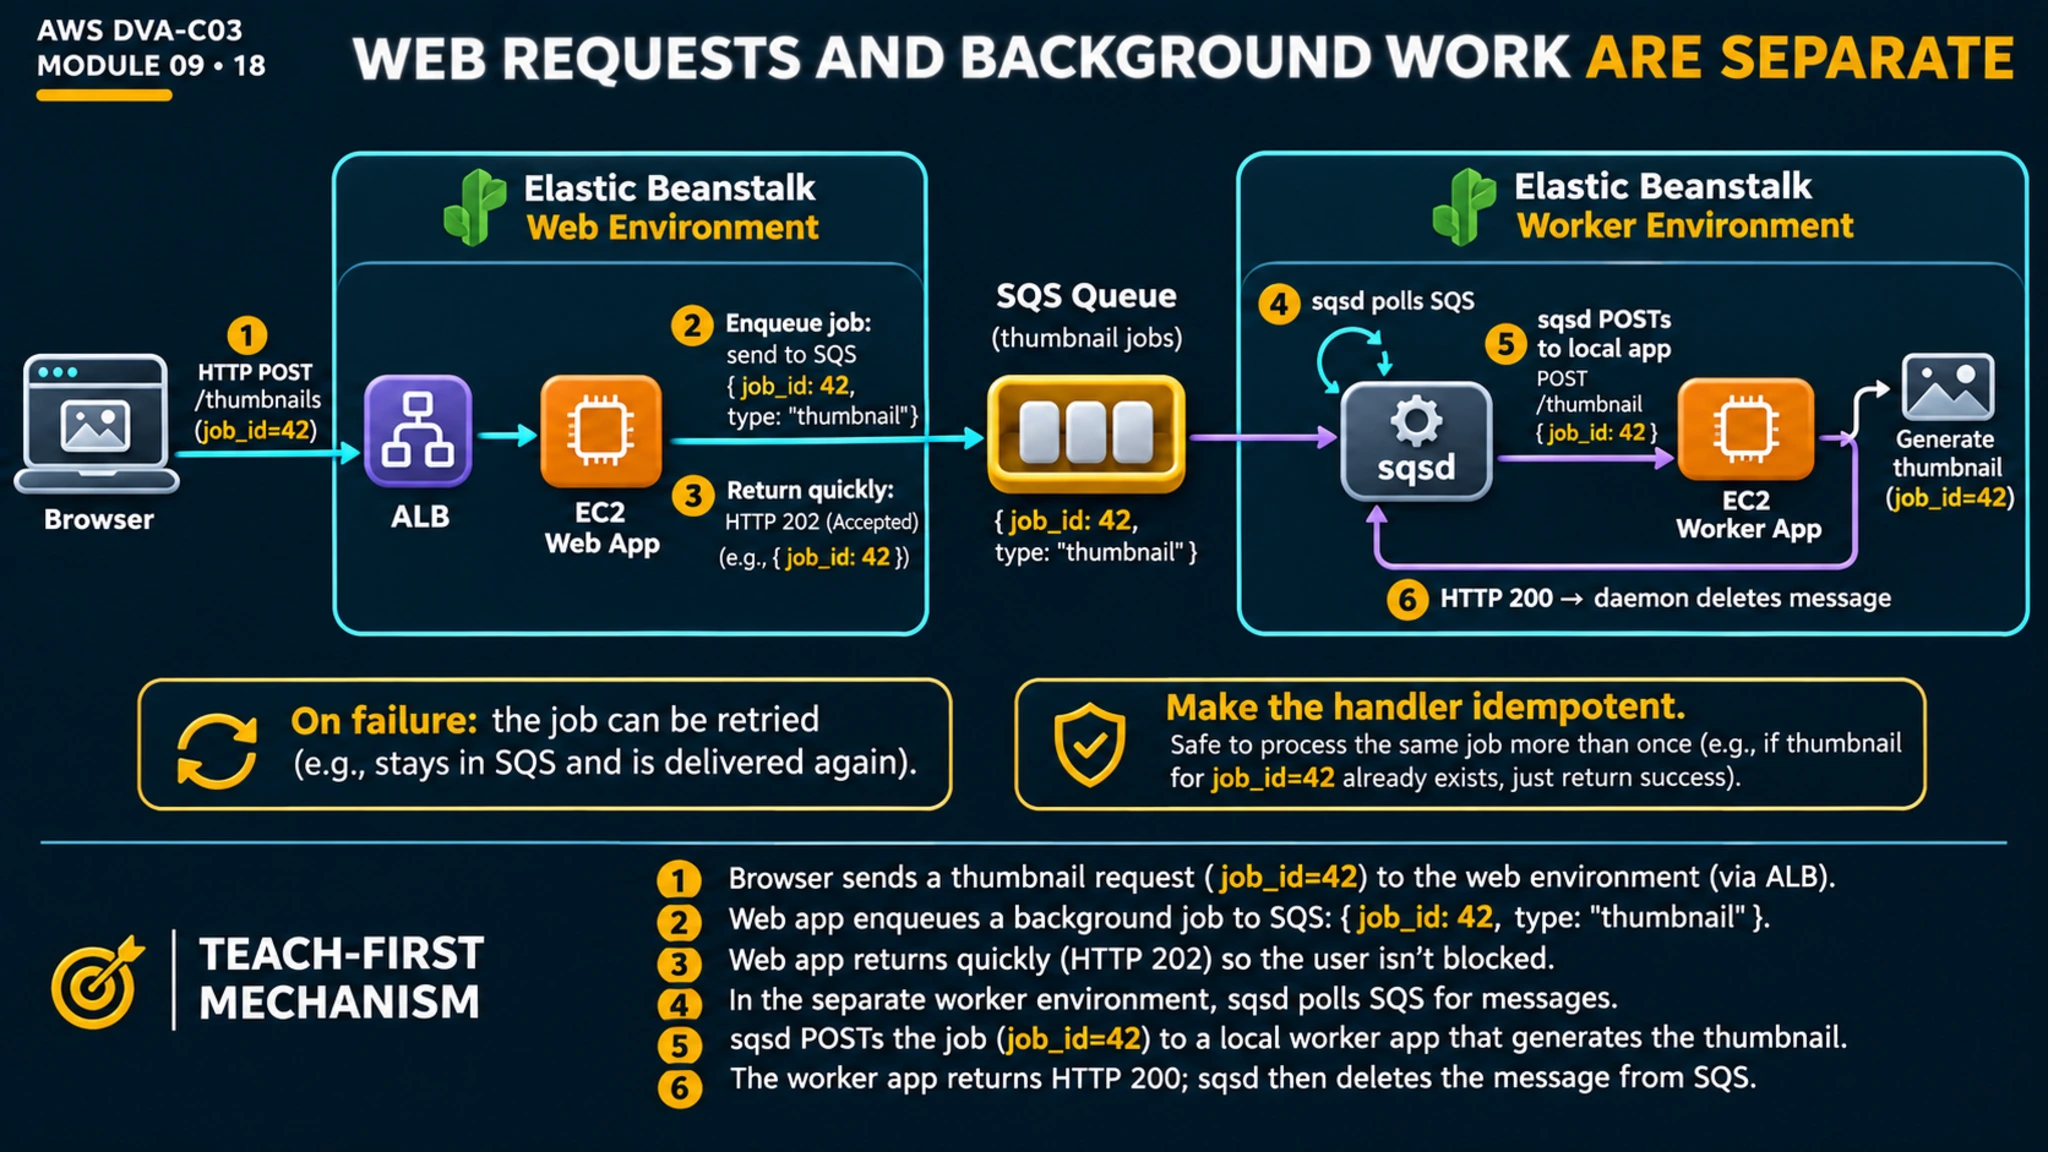 AWS DVA-C03
MODULE 09 • 18
WEB REQUESTS AND BACKGROUND WORK ARE SEPARATE
Elastic Beanstalk
Web Environment
1
HTTP POST
/thumbnails
(job_id=42)
Browser
ALB
EC2
Web App
2
Enqueue job:
send to SQS
{ job_id: 42,
type: "thumbnail"}
3
Return quickly:
HTTP 202 (Accepted)
(e.g., { job_id: 42 })
SQS Queue
(thumbnail jobs)
{ job_id: 42,
type: "thumbnail" }
Elastic Beanstalk
Worker Environment
4
sqsd polls SQS
sqsd
5
sqsd POSTs
to local app
POST
/thumbnail
{ job_id: 42 }
EC2
Worker App
Generate
thumbnail
(job_id=42)
6
HTTP 200 → daemon deletes message
On failure: the job can be retried
(e.g., stays in SQS and is delivered again).
Make the handler idempotent.
Safe to process the same job more than once (e.g., if thumbnail
for job_id=42 already exists, just return success).
TEACH-FIRST
MECHANISM
1 Browser sends a thumbnail request ( job_id=42) to the web environment (via ALB).
2 Web app enqueues a background job to SQS: { job_id: 42, type: "thumbnail" }.
3 Web app returns quickly (HTTP 202) so the user isn't blocked.
4 In the separate worker environment, sqsd polls SQS for messages.
5 sqsd POSTs the job (job_id=42) to a local worker app that generates the thumbnail.
6 The worker app returns HTTP 200; sqsd then deletes the message from SQS.